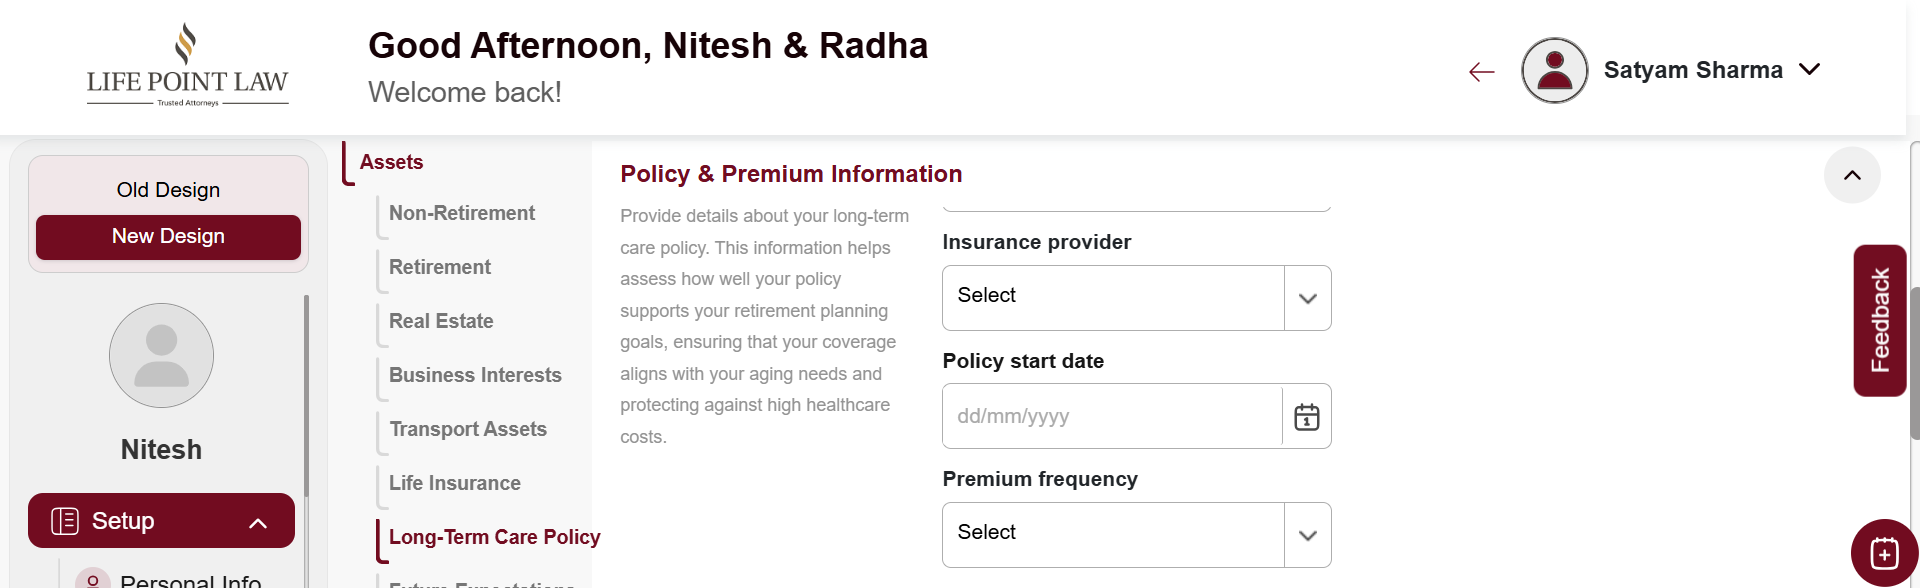 LIFE POINT LAW
Trusted Attorneys
Good Afternoon, Nitesh & Radha
Welcome back!
Satyam Sharma
Old Design
New Design
Nitesh
Setup
Personal Info
Assets
Non-Retirement
Retirement
Real Estate
Business Interests
Transport Assets
Life Insurance
Long-Term Care Policy
Future Expectations
Policy & Premium Information
Provide details about your long-term
care policy. This information helps
assess how well your policy
supports your retirement planning
goals, ensuring that your coverage
aligns with your aging needs and
protecting against high healthcare
costs.
Insurance provider
Select
Policy start date
dd/mm/yyyy
1
Premium frequency
Select
Feedback